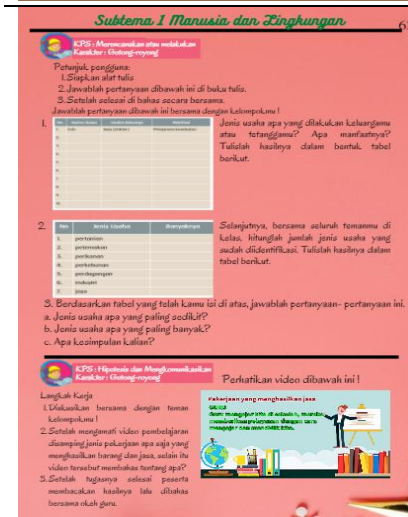 Subtema 1 Manusia dan Lingkungan
KPS : Merencanakan atau melakukan
Karakter : Gotong-royong
Petunjuk pengguna:
1.Siapkan alat tulis
2.Jawablah pertanyaan dibawah ini di buku tulis.
3.Setelah selesai di bahas secara bersama.
Jawablah pertanyaan dibawah ini bersama dengan kelompokmu !
1.
Jenis usaha apa yang dilakukan keluargamu
atau tetanggamu? Apa manfaatnya?
Tulislah hasilnya dalam bentuk tabel
berikut.
2.
No Jenis Usaha Banyaknya
1. pertanian
2. peternakan
3. perikanan
4. perkebunan
5. perdagangan
6. industri
7. jasa
Selanjutnya, bersama seluruh temanmu di
kelas, hitunglah jumlah jenis usaha yang
sudah diidentifikasi. Tuliskan hasilnya dalam
tabel berikut.
3. Berdasarkan tabel yang telah kamu isi di atas, jawablah pertanyaan- pertanyaan ini.
a. Jenis usaha apa yang paling sedikit?
b. Jenis usaha apa yang paling banyak?
c. Apa kesimpulan kalian?
KPS : Hipotesis dan Mengkomunikasikan
Karakter : Gotong-royong
Perhatikan video dibawah ini !
Langkah Kerja
1.Diskusikan bersama dengan teman
kelompokmu !
2. Setelah mengamati video pembelajaran
disamping jenis pekerjaan apa saja yang
menghasilkan barang dan jasa, selain itu
video tersebut membahas tentang apa?
3. Setelah tugasnya selesai peserta
membacakan hasilnya lalu dibahas
bersama okeh guru.
Pekerjaan yang menghasilkan jasa